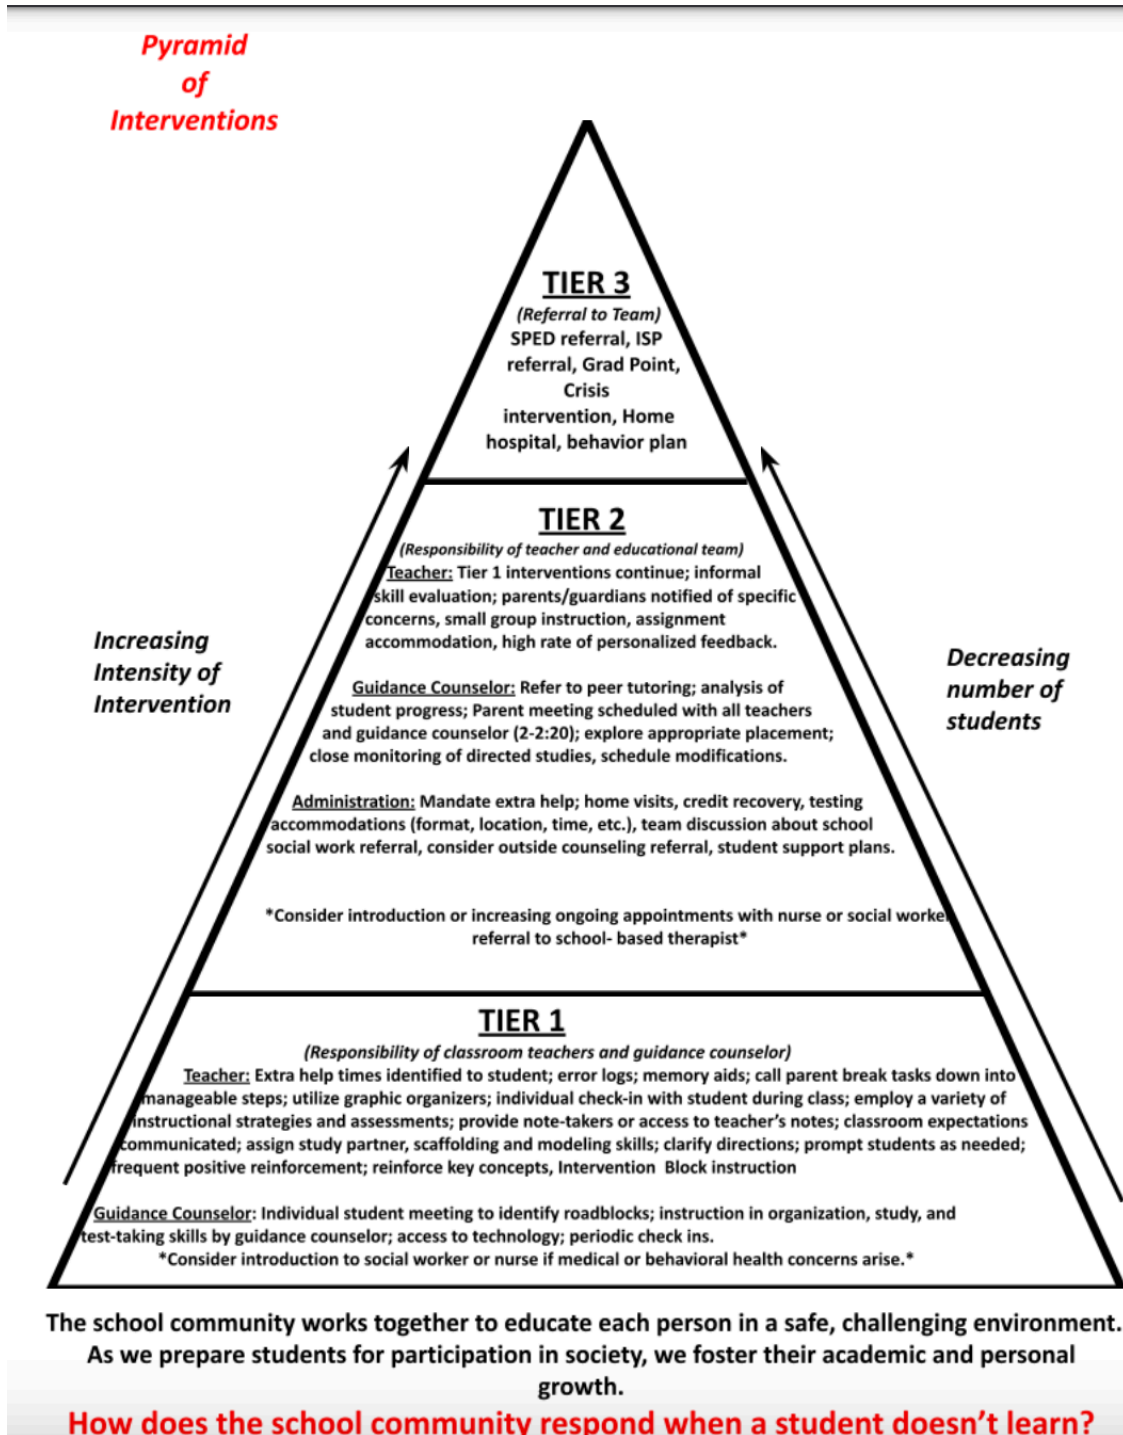 Pyramid
of
Interventions
TIER 3
(Referral to Team)
SPED referral, ISP
referral, Grad Point,
Crisis
intervention, Home
hospital, behavior plan
TIER 2
(Responsibility of teacher and educational team)
Teacher: Tier 1 interventions continue; informal
skill evaluation; parents/guardians notified of specific
concerns, small group instruction, assignment
accommodation, high rate of personalized feedback.
Guidance Counselor: Refer to peer tutoring; analysis of
student progress; Parent meeting scheduled with all teachers
and guidance counselor (2-2:20); explore appropriate placement;
close monitoring of directed studies, schedule modifications.
Administration: Mandate extra help; home visits, credit recovery, testing
accommodations (format, location, time, etc.), team discussion about school
social work referral, consider outside counseling referral, student support plans.
*Consider introduction or increasing ongoing appointments with nurse or social worker
referral to school- based therapist*
Increasing
Intensity of
Intervention
Decreasing
number of
students
TIER 1
(Responsibility of classroom teachers and guidance counselor)
Teacher: Extra help times identified to student; error logs; memory aids; call parent break tasks down into
manageable steps; utilize graphic organizers; individual check-in with student during class; employ a variety of
instructional strategies and assessments; provide note-takers or access to teacher's notes; classroom expectations
communicated; assign study partner, scaffolding and modeling skills; clarify directions; prompt students as needed;
frequent positive reinforcement; reinforce key concepts, Intervention Block instruction
Guidance Counselor: Individual student meeting to identify roadblocks; instruction in organization, study, and
test-taking skills by guidance counselor; access to technology; periodic check ins.
*Consider introduction to social worker or nurse if medical or behavioral health concerns arise.*
The school community works together to educate each person in a safe, challenging environment.
As we prepare students for participation in society, we foster their academic and personal
growth.
How does the school community respond when a student doesn't learn?